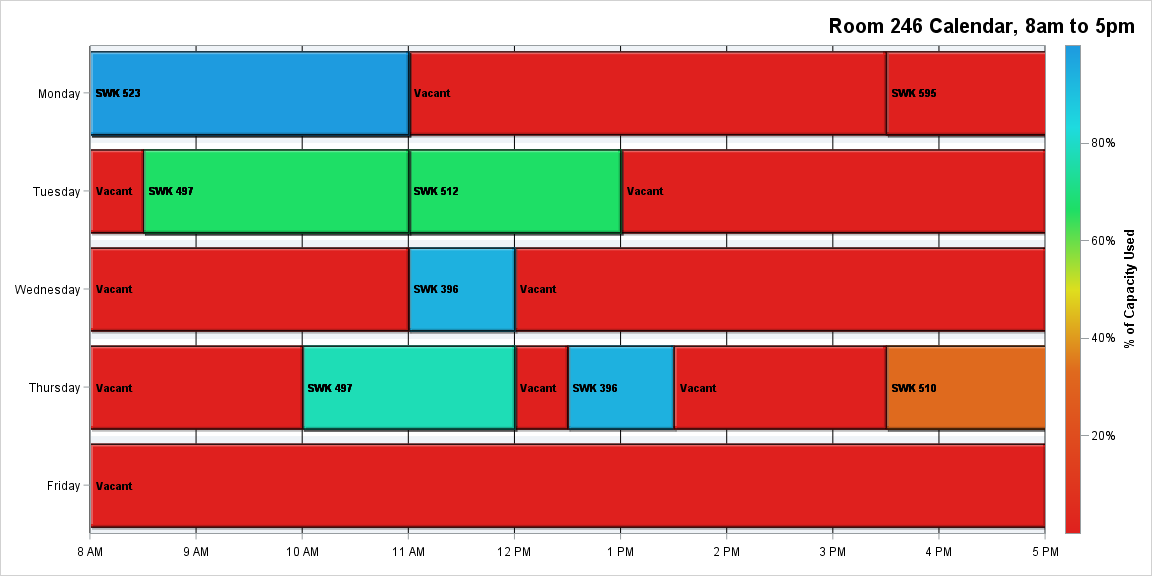 Room 246 Calendar, 8am to 5pm
Monday
SWK 523
Vacant
SWK 595
Tuesday
Vacant
SWK 497
SWK 512
Vacant
Wednesday
Vacant
SWK 396
Vacant
Thursday
Vacant
SWK 497
Vacant
SWK 396
Vacant
SWK 510
Friday
Vacant
8 AM
9 AM
10 AM
11 AM
12 PM
1 PM
2 PM
3 PM
4 PM
5 PM
80%
60%
40%
20%
% of Capacity Used